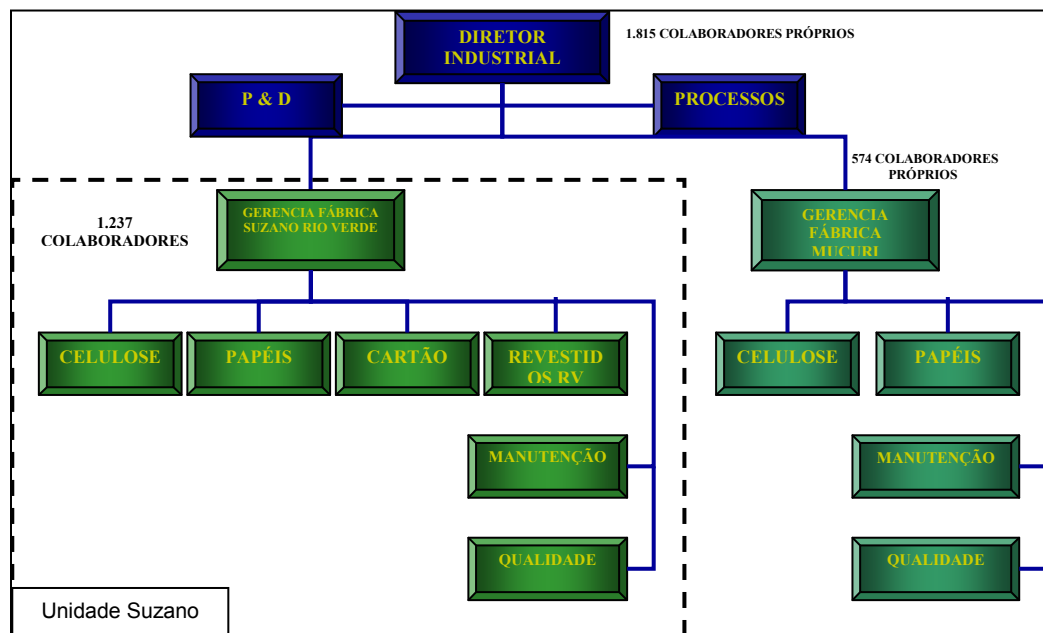 DIRETOR
INDUSTRIAL
1.815 COLABORADORES PRÓPRIOS
P & D
PROCESSOS
574 COLABORADORES
PRÓPRIOS
1.237
COLABORADORES
GERENCIA FÁBRICA
SUZANO RIO VERDE
GERENCIA
FÁBRICA
MUCURI
CELULOSE
PAPÉIS
CARTÃO
REVESTID
OS RV
CELULOSE
PAPÉIS
MANUTENÇÃO
MANUTENÇÃO
QUALIDADE
QUALIDADE
Unidade Suzano